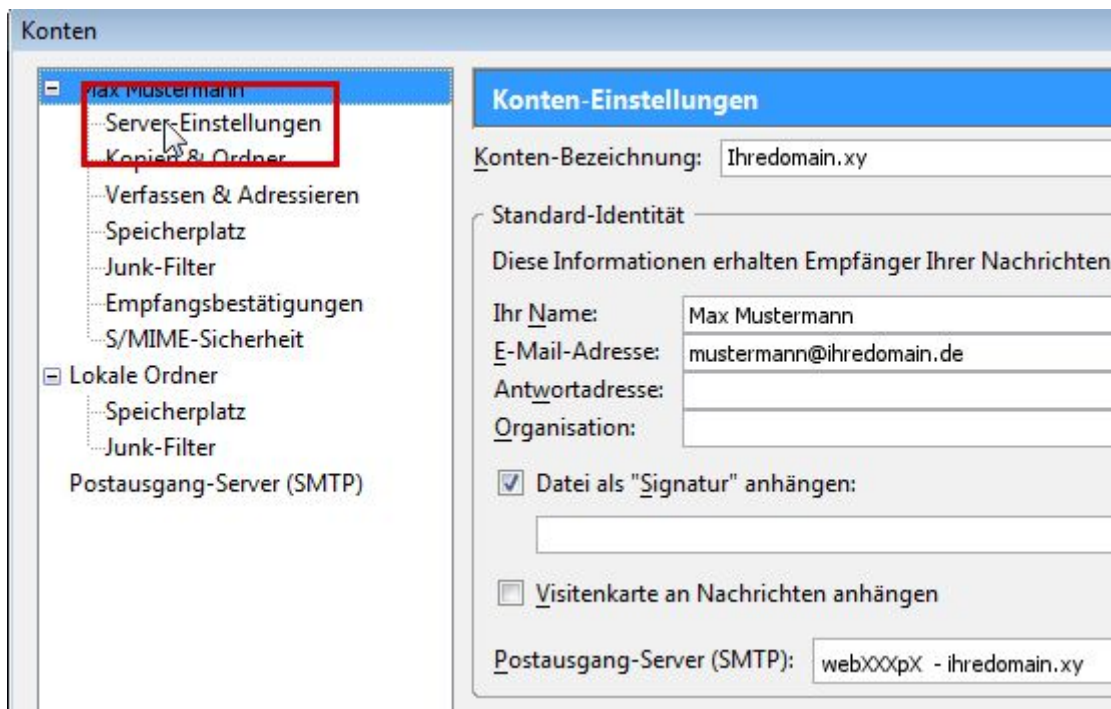 Konten
Max Mustermann
Server-Einstellungen
Kopien & Ordner
Verfassen & Adressieren
Speicherplatz
Junk-Filter
Empfangsbestätigungen
S/MIME-Sicherheit
Lokale Ordner
Speicherplatz
Junk-Filter
Postausgang-Server (SMTP)
Konten-Einstellungen
Konten-Bezeichnung: Ihredomain.xy
Standard-Identität
Diese Informationen erhalten Empfänger Ihrer Nachrichten
Ihr Name: Max Mustermann
E-Mail-Adresse: mustermann@ihredomain.de
Antwortadresse:
Organisation:
Datei als "Signatur" anhängen:
Visitenkarte an Nachrichten anhängen
Postausgang-Server (SMTP): webXXXpX - ihredomain.xy